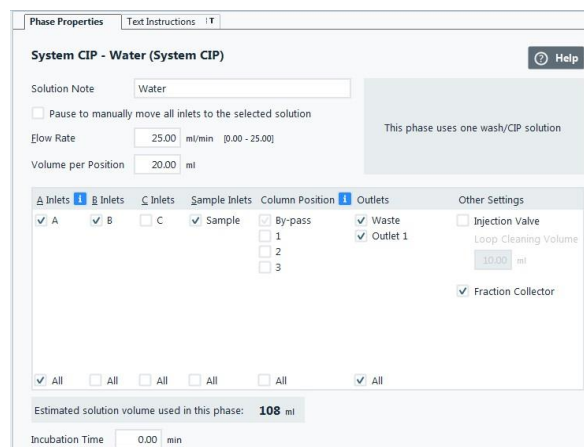 Phase Properties Text Instructions IT
System CIP - Water (System CIP)
? Help
Solution Note Water
Pause to manually move all inlets to the selected solution
This phase uses one wash/CIP solution
Flow Rate 25.00 ml/min [0.00 - 25.00]
Volume per Position 20.00 ml
A Inlets i B Inlets C Inlets Sample Inlets Column Position i Outlets Other Settings
A B C Sample By-pass Waste Injection Valve
1 Outlet 1 Loop Cleaning Volume
2 10.00 ml
3
Fraction Collector
All All All All All All
Estimated solution volume used in this phase: 108 ml
Incubation Time 0.00 min